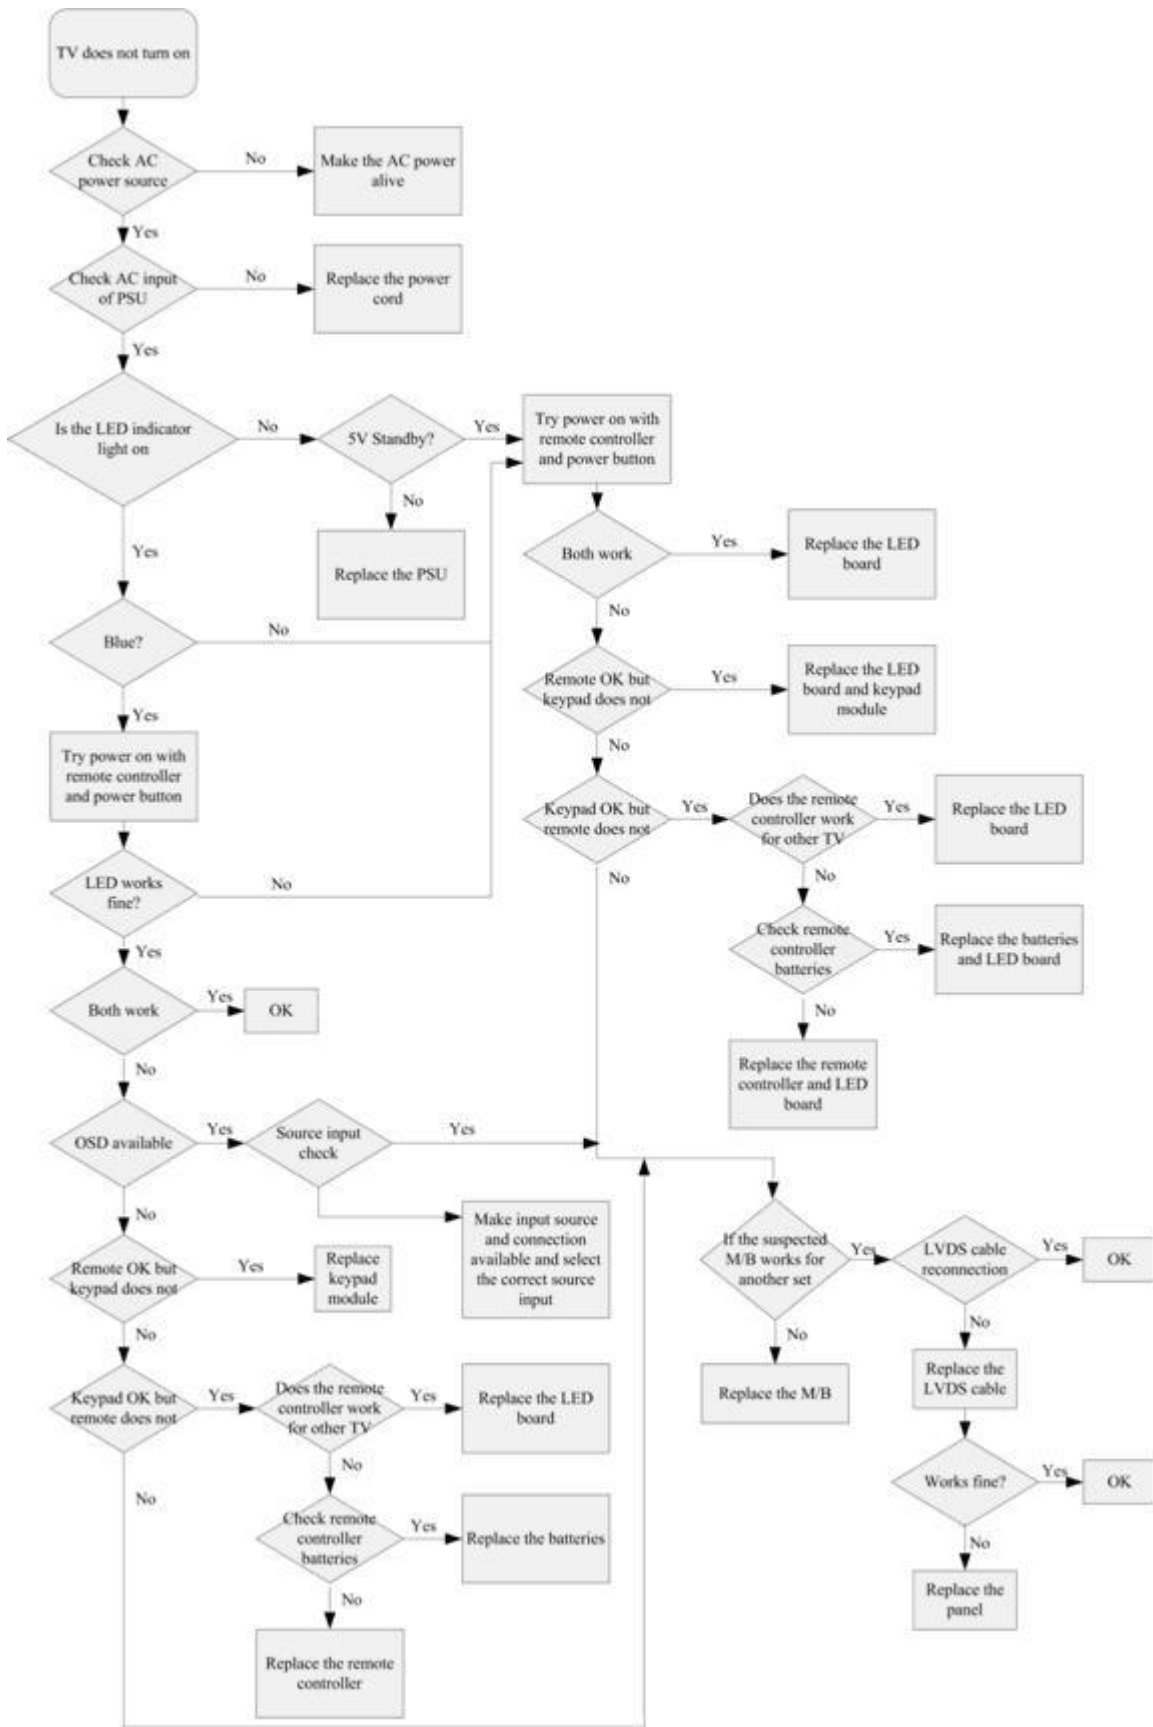 TV does not turn on
Check AC
power source
No
Make the AC power
alive
Yes
Check AC input
of PSU
No
Replace the power
cord
Yes
Is the LED indicator
light on
No
5V Standby?
Yes
Try power on with
remote controller
and power button
No
Replace the PSU
Both work
Yes
Replace the LED
board
Yes
Blue?
No
No
Remote OK but
keypad does not
Yes
Replace the LED
board and keypad
module
Yes
Try power on with
remote controller
and power button
No
Keypad OK but
remote does not
Yes
Does the remote
controller work
for other TV
Yes
Replace the LED
board
LED works
fine?
No
No
No
Check remote
controller
batteries
Yes
Replace the batteries
and LED board
Yes
Both work
Yes
OK
No
Replace the remote
controller and LED
board
No
OSD available
Yes
Source input
check
Yes
Make input source
and connection
available and select
the correct source
input
If the suspected
M/B works for
another set
Yes
LVDS cable
reconnection
Yes
OK
No
Remote OK but
keypad does not
Yes
Replace
keypad
module
No
Replace the M/B
No
Replace the
LVDS cable
No
Keypad OK but
remote does not
Yes
Does the remote
controller work
for other TV
Yes
Replace the LED
board
Works fine?
Yes
OK
No
No
Check remote
controller
batteries
Yes
Replace the batteries
No
Replace the
panel
No
Replace the remote
controller